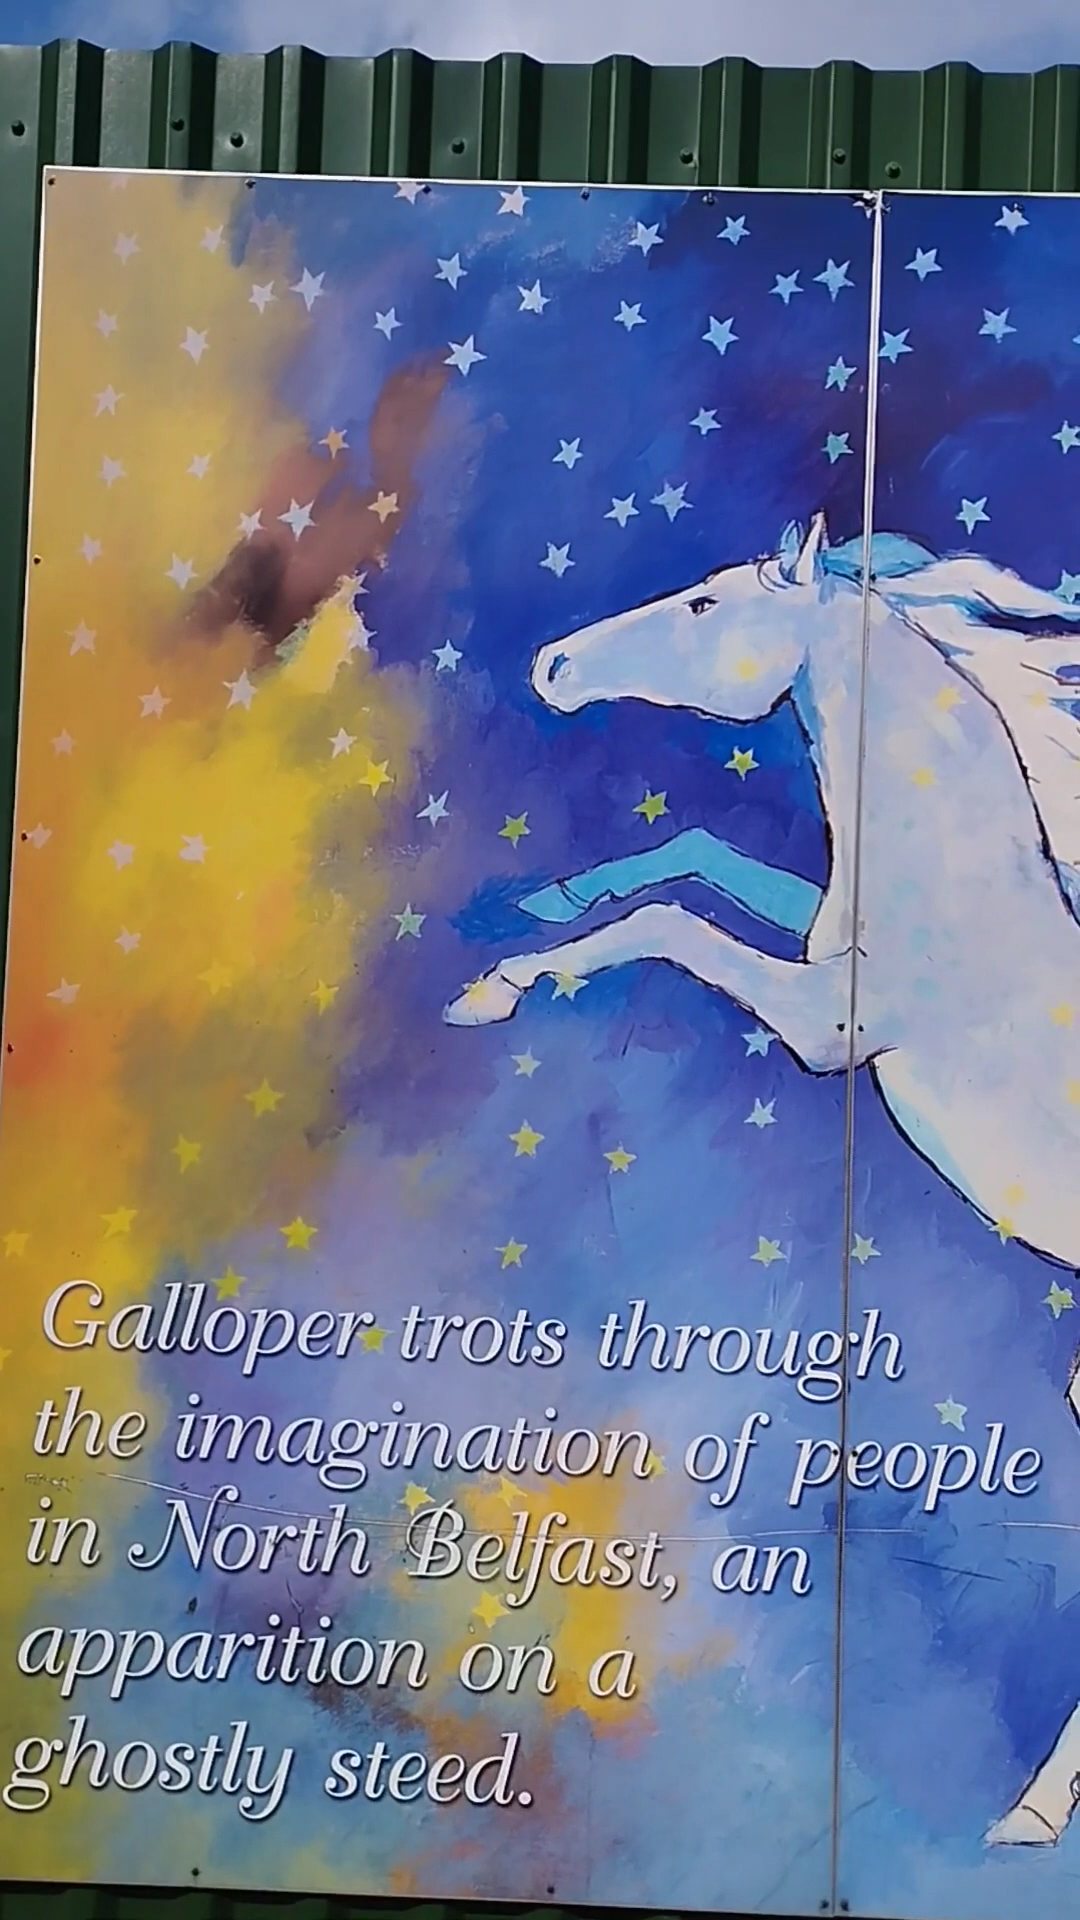 Galloper trots through
the imagination of people
in North Belfast, an
apparition on a
ghostly steed.